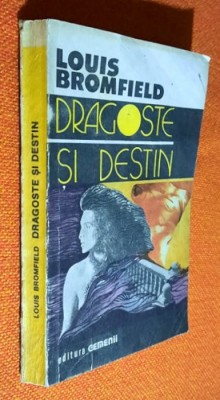 LOUIS
BROMFIELD
DRAGOSTE
ȘI DESTIN
editura GEMENII
LOUIS BROMFIELD DRAGOSTE ȘI DESTIN